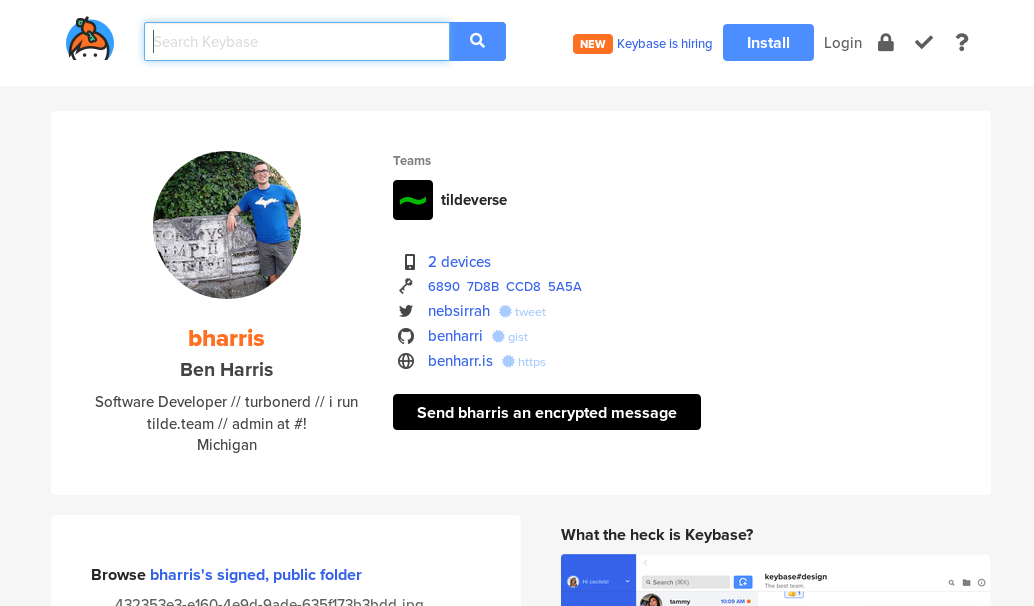 Search Keybase
NEW Keybase is hiring
Install
Login
?
Teams
tildeverse
2 devices
6890 7D8B CCD8 5A5A
nebsirrah tweet
benharri gist
benharr.is https
Send bharris an encrypted message
bharris
Ben Harris
Software Developer // turbonerd // i run
tilde.team // admin at #!
Michigan
Browse bharris's signed, public folder
432353e3-e160-4e9d-9ade-635f173b3bdd.jpg
What the heck is Keybase?
Hi cecileb!
Search (⌘K)
keybase#design
The best team.
tammy
10:09 AM
1